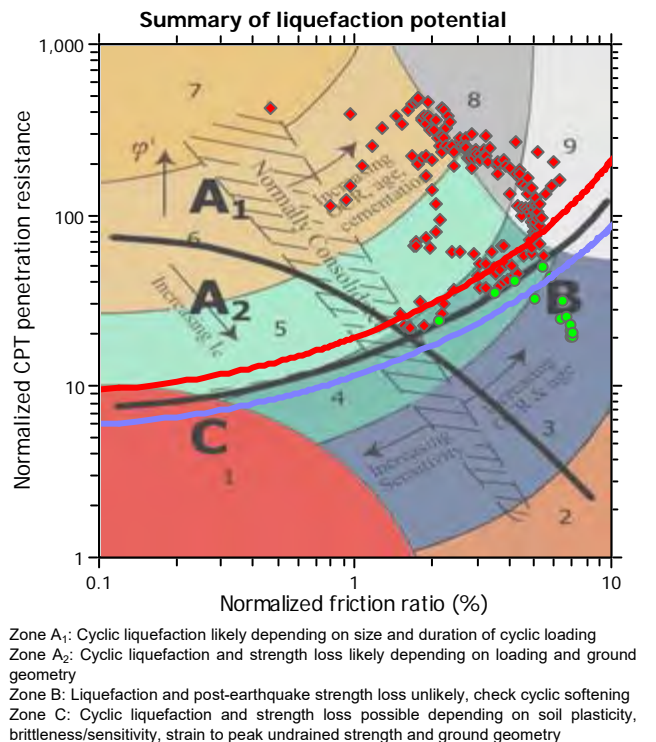 Summary of liquefaction potential
1,000
7
8
9
φ'
Increasing
O.C.R., age,
cementation
A1
Normally Consolidated
6
100
Normalized CPT penetration resistance
A2
Increasing Ic
5
B
10
4
C
Increasing
OCR & age
3
Increasing
Sensitivity
1
2
1
0.1
1
10
Normalized friction ratio (%)
Zone A1: Cyclic liquefaction likely depending on size and duration of cyclic loading
Zone A2: Cyclic liquefaction and strength loss likely depending on loading and ground
geometry
Zone B: Liquefaction and post-earthquake strength loss unlikely, check cyclic softening
Zone C: Cyclic liquefaction and strength loss possible depending on soil plasticity,
brittleness/sensitivity, strain to peak undrained strength and ground geometry